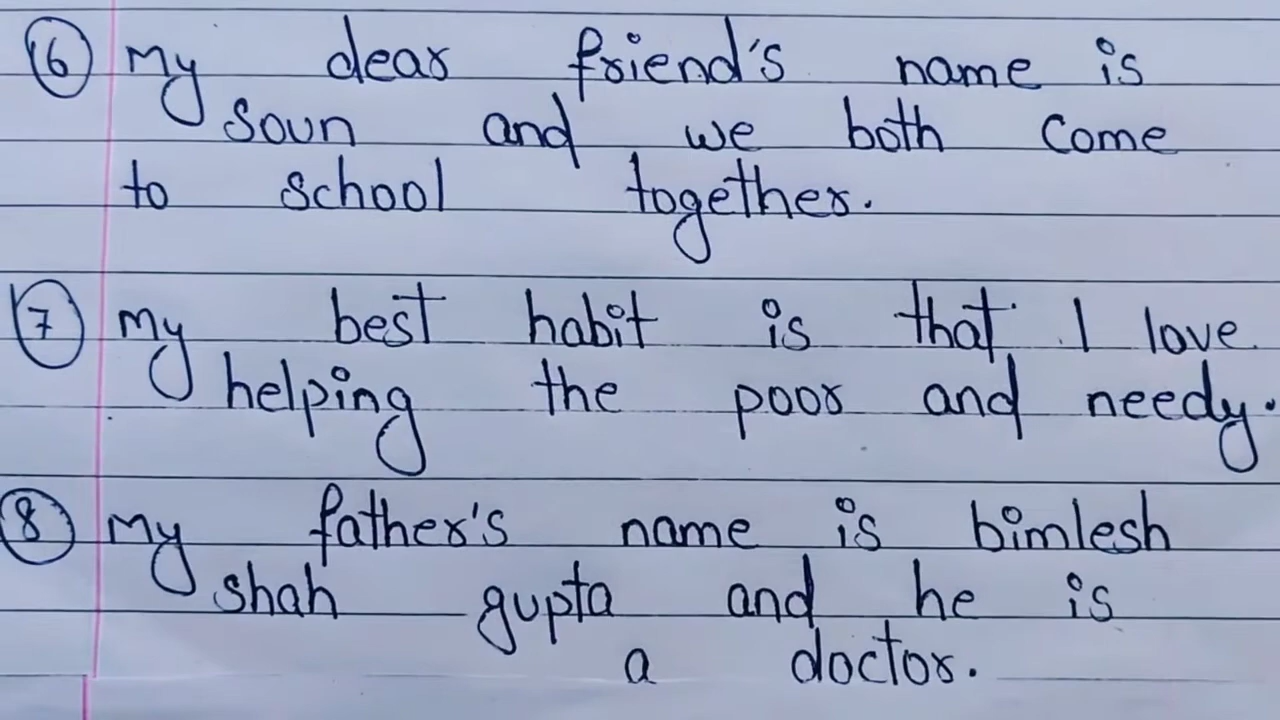 6 My dear friend's name is
soun and we both come
to school together.
7 My best habit is that I love
helping the poor and needy.
8 My father's name is bimlesh
shah gupta and he is
a doctor.